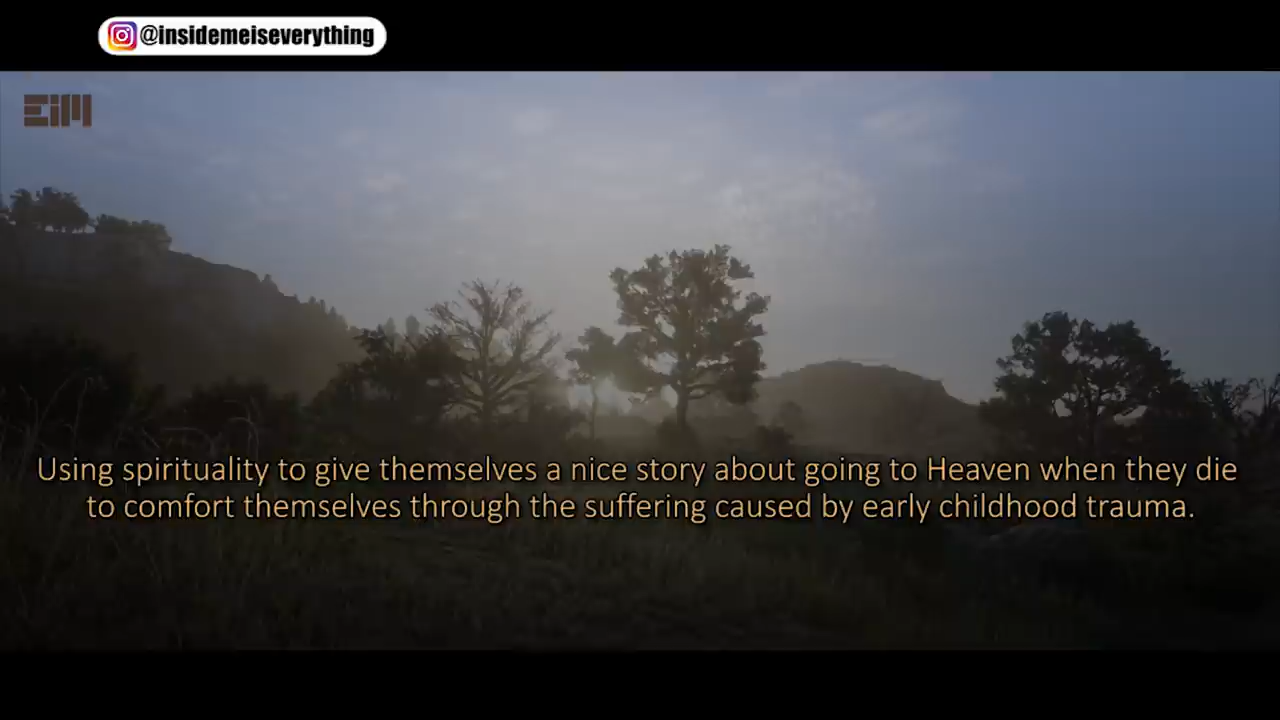 @insidemeiseverything
EiM
Using spirituality to give themselves a nice story about going to Heaven when they die
to comfort themselves through the suffering caused by early childhood trauma.